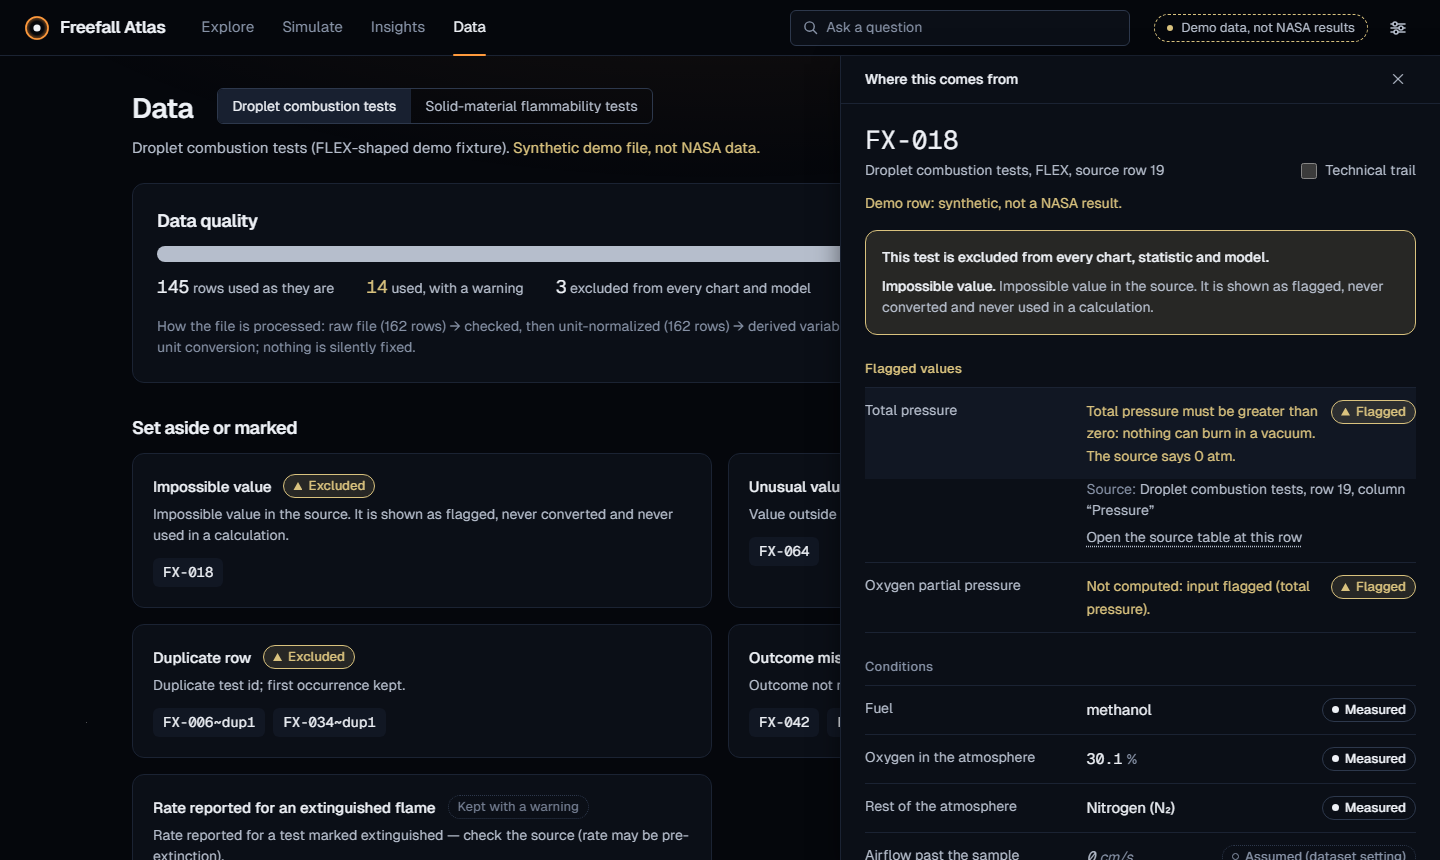 Freefall Atlas
Explore
Simulate
Insights
Data
Ask a question
Demo data, not NASA results
Data
Droplet combustion tests
Solid-material flammability tests
Droplet combustion tests (FLEX-shaped demo fixture). Synthetic demo file, not NASA data.
Data quality
145 rows used as they are
14 used, with a warning
3 excluded from every chart and model
How the file is processed: raw file (162 rows) → checked, then unit-normalized (162 rows) → derived variab
unit conversion; nothing is silently fixed.
Set aside or marked
Impossible value
▲ Excluded
Impossible value in the source. It is shown as flagged, never converted and never
used in a calculation.
FX-018
Unusual valu
Value outside
FX-064
Duplicate row
▲ Excluded
Duplicate test id; first occurrence kept.
FX-006~dup1
FX-034~dup1
Outcome mis
Outcome not r
FX-042
Rate reported for an extinguished flame
Kept with a warning
Rate reported for a test marked extinguished — check the source (rate may be pre-
extinction).
Where this comes from
FX-018
Droplet combustion tests, FLEX, source row 19
Technical trail
Demo row: synthetic, not a NASA result.
This test is excluded from every chart, statistic and model.
Impossible value. Impossible value in the source. It is shown as flagged, never
converted and never used in a calculation.
Flagged values
Total pressure
Total pressure must be greater than
zero: nothing can burn in a vacuum.
The source says 0 atm.
▲ Flagged
Source: Droplet combustion tests, row 19, column
“Pressure”
Open the source table at this row
Oxygen partial pressure
Not computed: input flagged (total
pressure).
▲ Flagged
Conditions
Fuel
methanol
Measured
Oxygen in the atmosphere
30.1 %
Measured
Rest of the atmosphere
Nitrogen (N₂)
Measured
Airflow past the sample
0 cm/s
Assumed (dataset setting)